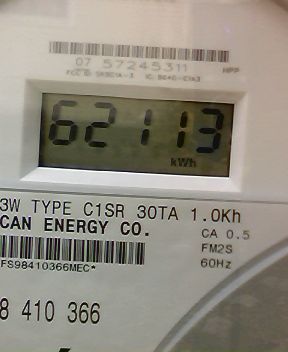 07 57245311
HPP
62113
kWh
3W TYPE C1SR 30TA 1.0Kh
CAN ENERGY CO.
CA 0.5
FM2S
60Hz
FS98410366MEC*
8 410 366